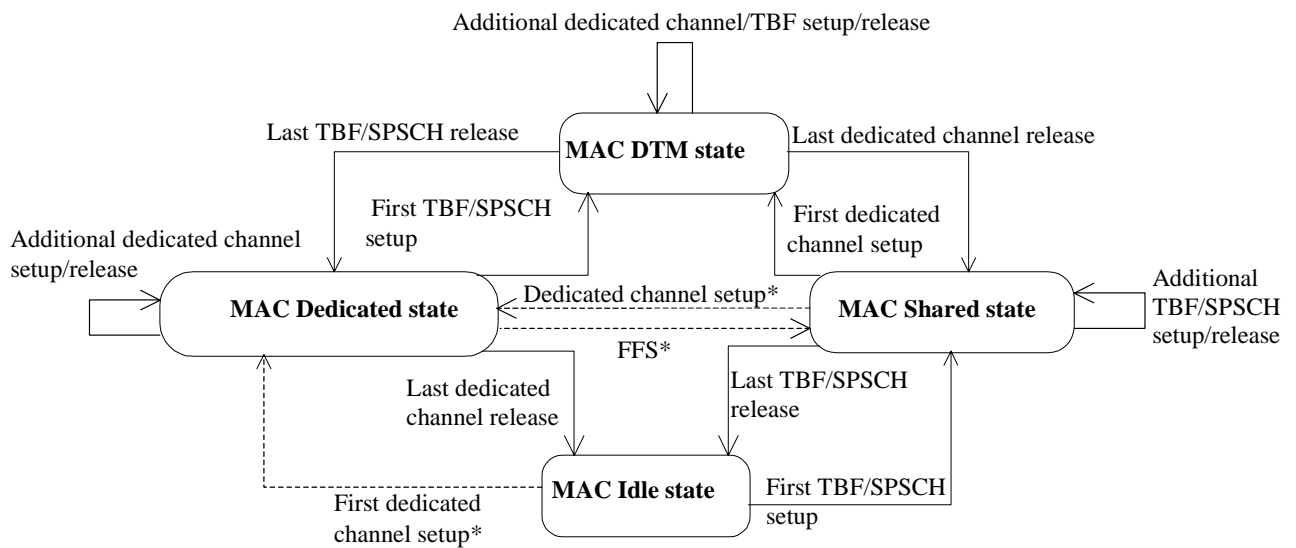 Additional dedicated channel/TBF setup/release
Last TBF/SPSCH release
MAC DTM state
Last dedicated channel release
First TBF/SPSCH
setup
First dedicated
channel setup
Additional dedicated channel
setup/release
MAC Dedicated state
Dedicated channel setup*
FFS*
MAC Shared state
Additional
TBF/SPSCH
setup/release
Last dedicated
channel release
Last TBF/SPSCH
release
MAC Idle state
First dedicated
channel setup*
First TBF/SPSCH
setup